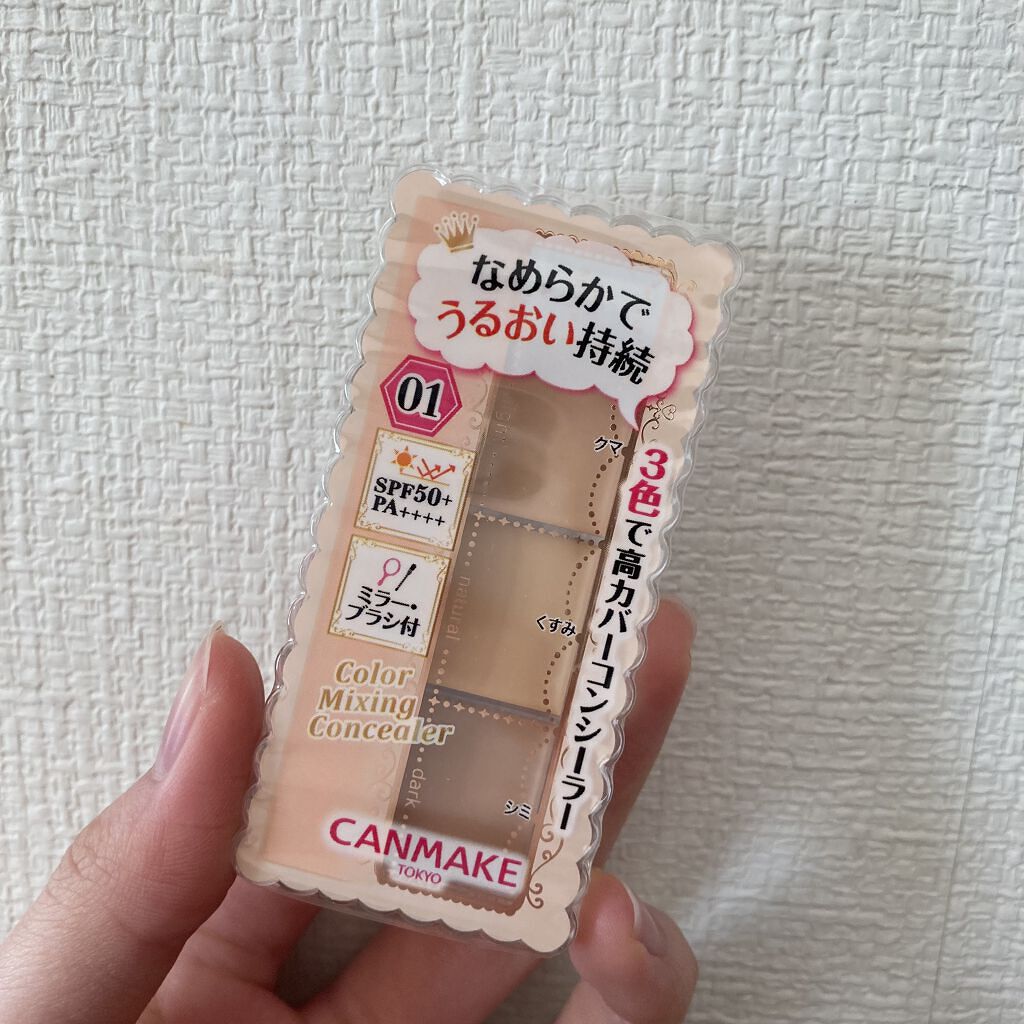 なめらかで
うるおい持続
01
クマ
3色で高カバーコンシーラー
SPF50+
PA++++
natural
くすみ
ミラー・
ブラシ付
Color
Mixing
Concealer
dark
シミ
CANMAKE
TOKYO